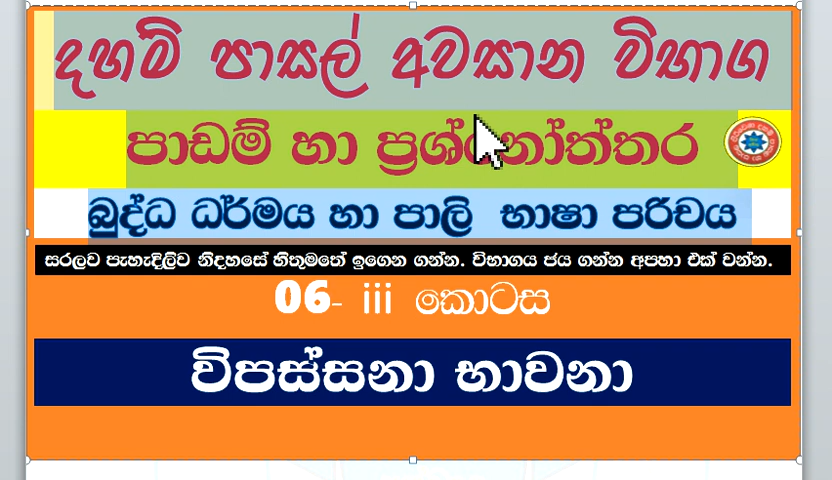 දහම් පාසල් අවසාන විභාග
පාඩම් හා ප්‍රශ්නෝත්තර
බුද්ධ ධර්මය හා පාලි භාෂා පරිචය
සරලව පැහැදිලිව නිදහසේ හිතුමතේ ඉගෙන ගන්න. විභාගය ජය ගන්න අපහා එක් වන්න.
06- iii කොටස
විපස්සනා භාවනා